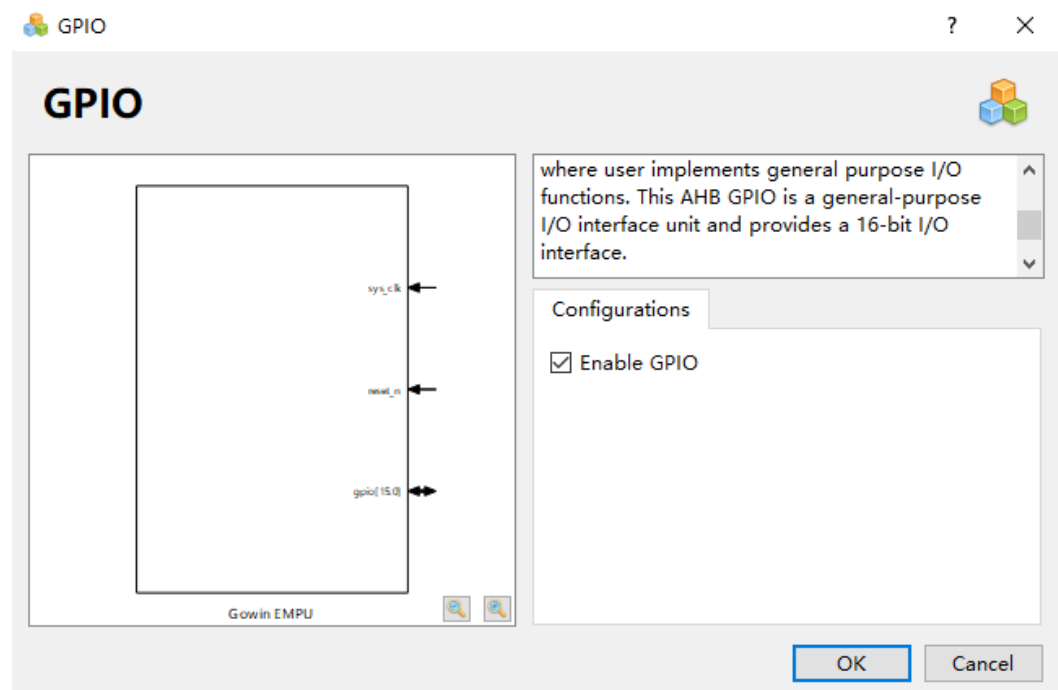 GPIO
?
GPIO
where user implements general purpose I/O
functions. This AHB GPIO is a general-purpose
I/O interface unit and provides a 16-bit I/O
interface.
Configurations
Enable GPIO
sys_clk
reset_n
gpio[15:0]
Gowin EMPU
OK
Cancel